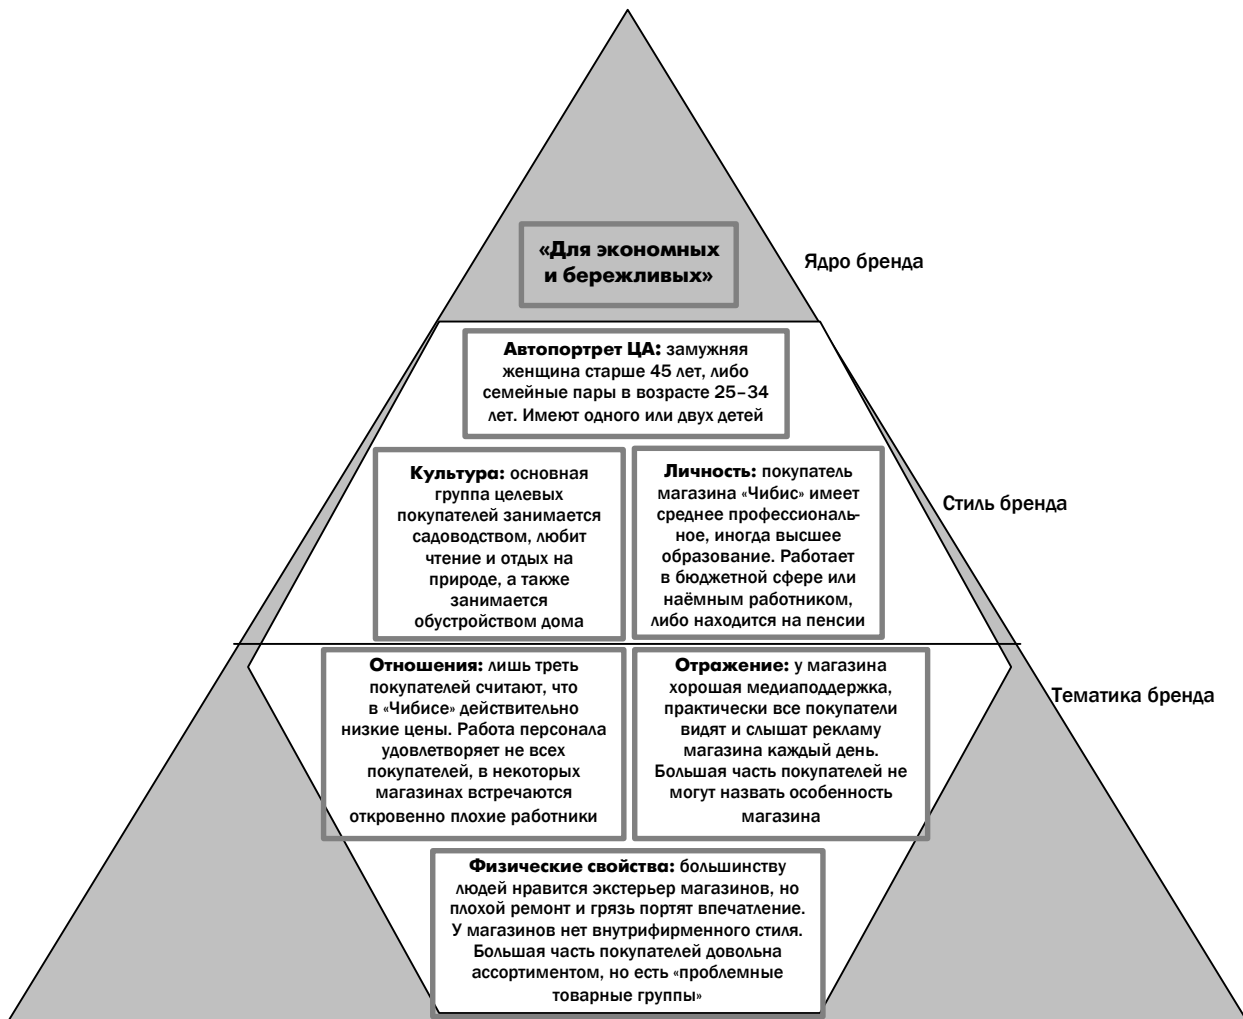 «Для экономных
и бережливых»
Ядро бренда
Автопортрет ЦА: замужняя
женщина старше 45 лет, либо
семейные пары в возрасте 25–34
лет. Имеют одного или двух детей
Культура: основная
группа целевых
покупателей занимается
садоводством, любит
чтение и отдых на
природе, а также
занимается
обустройством дома
Личность: покупатель
магазина «Чибис» имеет
среднее профессиональ-
ное, иногда высшее
образование. Работает
в бюджетной сфере или
наёмным работником,
либо находится на пенсии
Стиль бренда
Отношения: лишь треть
покупателей считают, что
в «Чибисе» действительно
низкие цены. Работа персонала
удовлетворяет не всех
покупателей, в некоторых
магазинах встречаются
откровенно плохие работники
Отражение: у магазина
хорошая медиаподдержка,
практически все покупатели
видят и слышат рекламу
магазина каждый день.
Большая часть покупателей не
могут назвать особенность
магазина
Тематика бренда
Физические свойства: большинству
людей нравится экстерьер магазинов, но
плохой ремонт и грязь портят впечатление.
У магазинов нет внутрифирменного стиля.
Большая часть покупателей довольна
ассортиментом, но есть «проблемные
товарные группы»